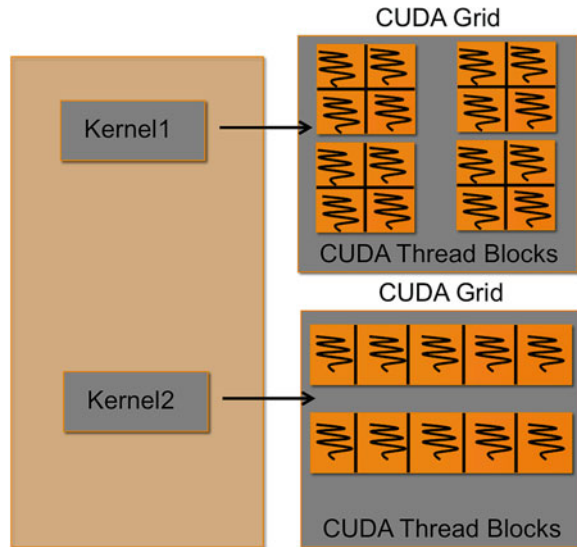 CUDA Grid
Kernel1
CUDA Thread Blocks
CUDA Grid
Kernel2
CUDA Thread Blocks